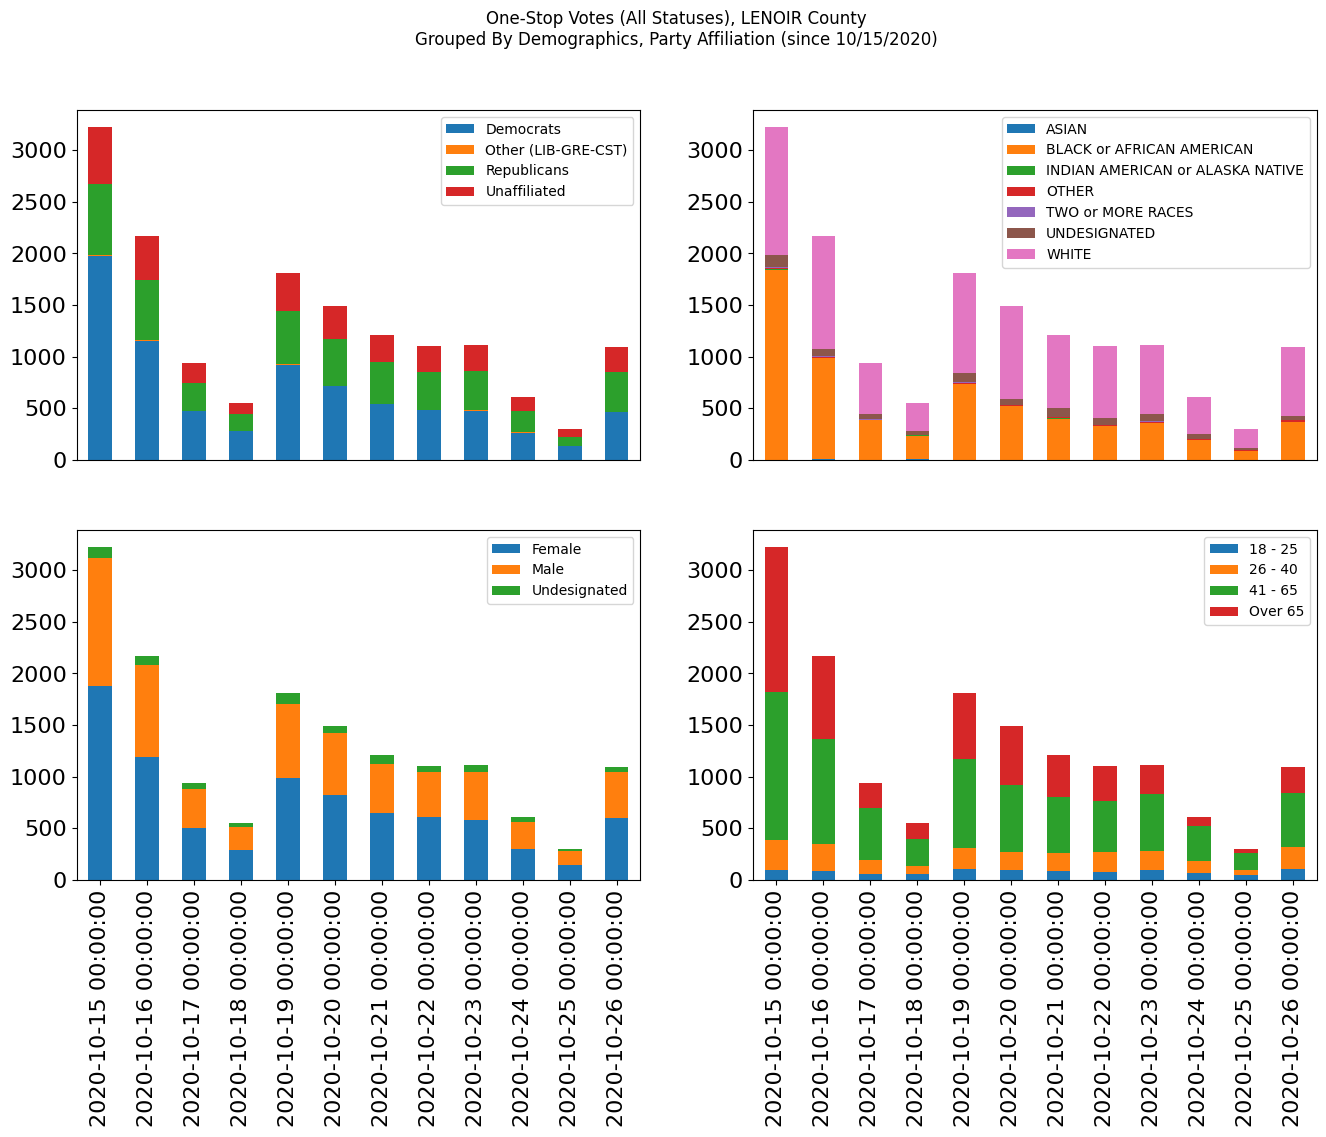 One-Stop Votes (All Statuses), LENOIR County
Grouped By Demographics, Party Affiliation (since 10/15/2020)
3000
2500
2000
1500
1000
500
0
Democrats
Other (LIB-GRE-CST)
Republicans
Unaffiliated
3000
2500
2000
1500
1000
500
0
ASIAN
BLACK or AFRICAN AMERICAN
INDIAN AMERICAN or ALASKA NATIVE
OTHER
TWO or MORE RACES
UNDESIGNATED
WHITE
3000
2500
2000
1500
1000
500
0
Female
Male
Undesignated
2020-10-15 00:00:00
2020-10-16 00:00:00
2020-10-17 00:00:00
2020-10-18 00:00:00
2020-10-19 00:00:00
2020-10-20 00:00:00
2020-10-21 00:00:00
2020-10-22 00:00:00
2020-10-23 00:00:00
2020-10-24 00:00:00
2020-10-25 00:00:00
2020-10-26 00:00:00
3000
2500
2000
1500
1000
500
0
18 - 25
26 - 40
41 - 65
Over 65
2020-10-15 00:00:00
2020-10-16 00:00:00
2020-10-17 00:00:00
2020-10-18 00:00:00
2020-10-19 00:00:00
2020-10-20 00:00:00
2020-10-21 00:00:00
2020-10-22 00:00:00
2020-10-23 00:00:00
2020-10-24 00:00:00
2020-10-25 00:00:00
2020-10-26 00:00:00